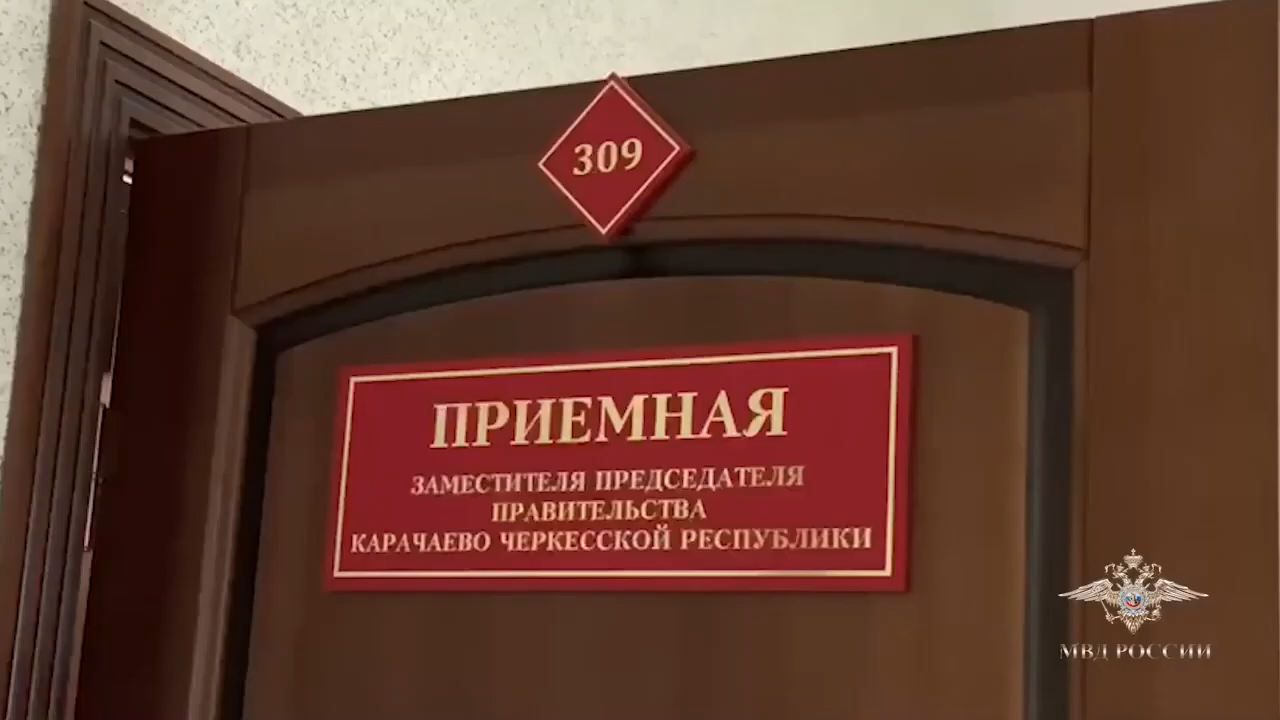 309
ПРИЕМНАЯ
ЗАМЕСТИТЕЛЯ ПРЕДСЕДАТЕЛЯ
ПРАВИТЕЛЬСТВА
КАРАЧАЕВО ЧЕРКЕССКОЙ РЕСПУБЛИКИ
МВД РОССИИ